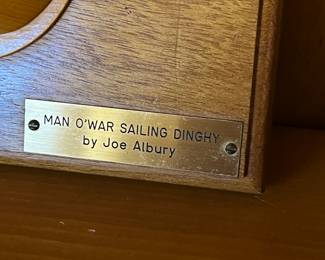 MAN O'WAR SAILING DINGHY
by Joe Albury